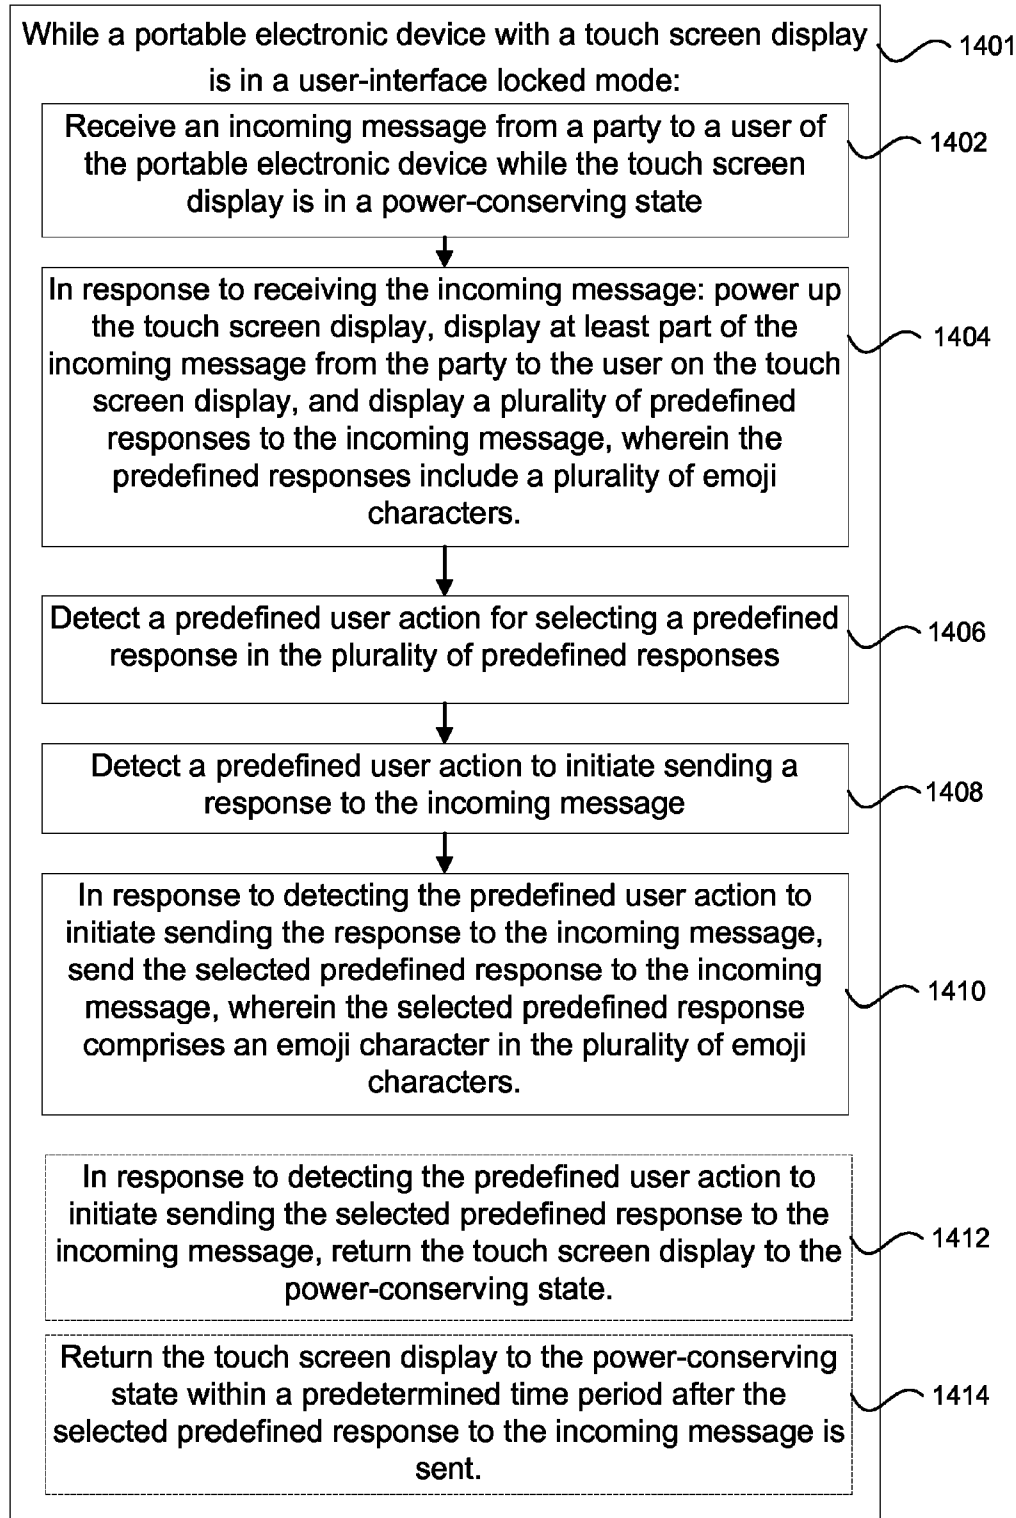 While a portable electronic device with a touch screen display
is in a user-interface locked mode:
1401
Receive an incoming message from a party to a user of
the portable electronic device while the touch screen
display is in a power-conserving state
1402
In response to receiving the incoming message: power up
the touch screen display, display at least part of the
incoming message from the party to the user on the touch
screen display, and display a plurality of predefined
responses to the incoming message, wherein the
predefined responses include a plurality of emoji
characters.
1404
Detect a predefined user action for selecting a predefined
response in the plurality of predefined responses
1406
Detect a predefined user action to initiate sending a
response to the incoming message
1408
In response to detecting the predefined user action to
initiate sending the response to the incoming message,
send the selected predefined response to the incoming
message, wherein the selected predefined response
comprises an emoji character in the plurality of emoji
characters.
1410
In response to detecting the predefined user action to
initiate sending the selected predefined response to the
incoming message, return the touch screen display to the
power-conserving state.
1412
Return the touch screen display to the power-conserving
state within a predetermined time period after the
selected predefined response to the incoming message is
sent.
1414